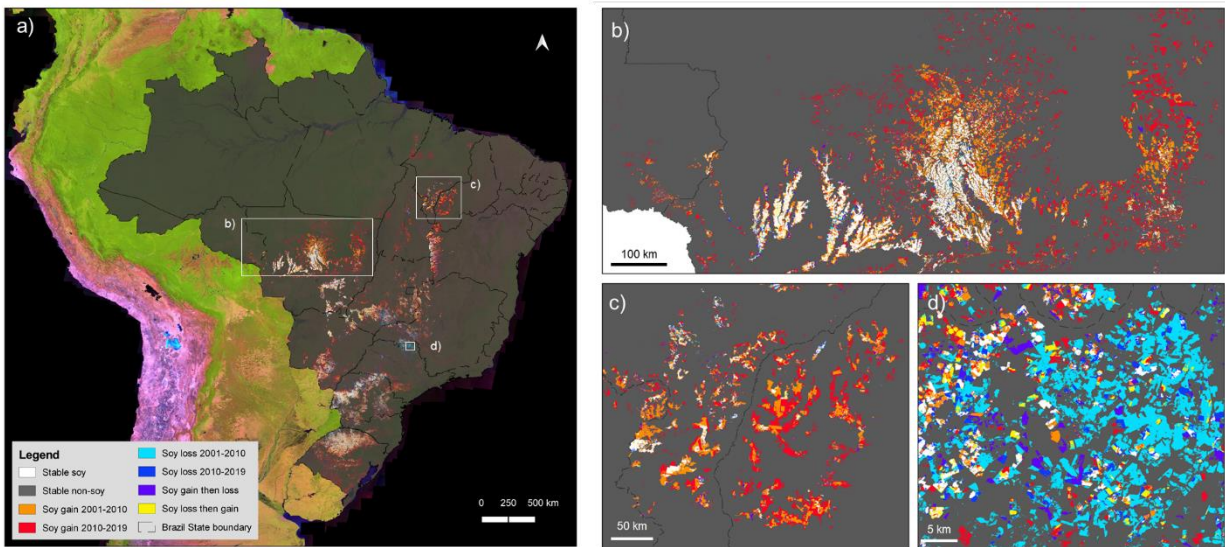 a)
b)
c)
d)
Legend
Stable soy
Stable non-soy
Soy gain 2001-2010
Soy gain 2010-2019
Soy loss 2001-2010
Soy loss 2010-2019
Soy gain then loss
Soy loss then gain
Brazil State boundary
0 250 500 km
b)
100 km
c)
50 km
d)
5 km